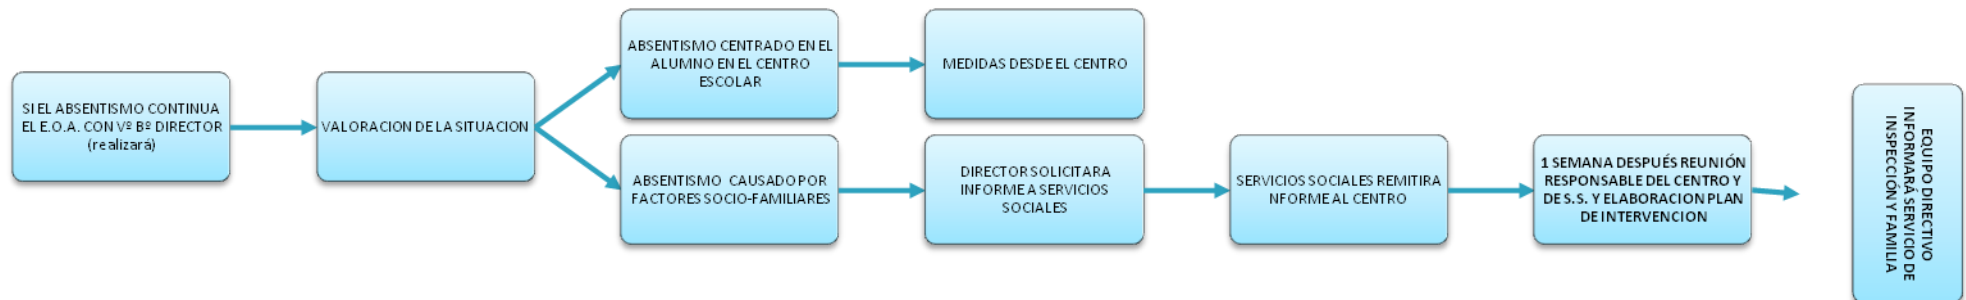 SI EL ABSENTISMO CONTINUA
EL E.O.A. CON Vº Bº DIRECTOR
(realizará)
VALORACION DE LA SITUACION
ABSENTISMO CENTRADO EN EL
ALUMNO EN EL CENTRO
ESCOLAR
MEDIDAS DESDE EL CENTRO
ABSENTISMO CAUSADO POR
FACTORES SOCIO-FAMILIARES
DIRECTOR SOLICITARA
INFORME A SERVICIOS
SOCIALES
SERVICIOS SOCIALES REMITIRA
NFORME AL CENTRO
1 SEMANA DESPUÉS REUNIÓN
RESPONSABLE DEL CENTRO Y
DE S.S. Y ELABORACION PLAN
DE INTERVENCION
EQUIPO DIRECTIVO
INFORMARÁ SERVICIO DE
INSPECCIÓN Y FAMILIA